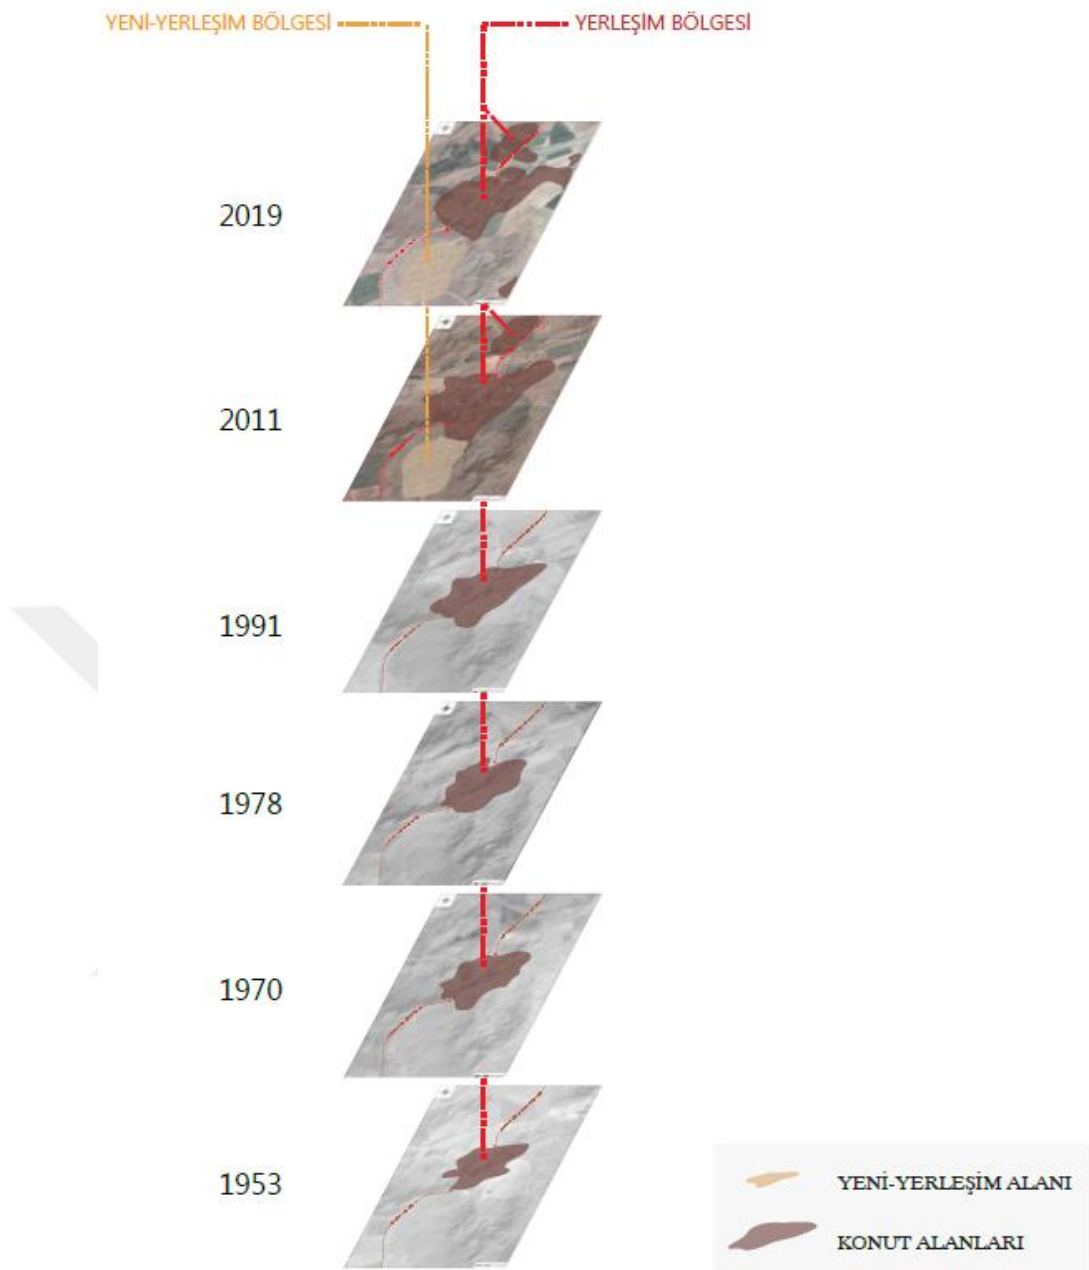 YENİ-YERLEŞİM BÖLGESİ
YERLEŞİM BÖLGESİ
2019
2011
1991
1978
1970
1953
YENİ-YERLEŞİM ALANI
KONUT ALANLARI